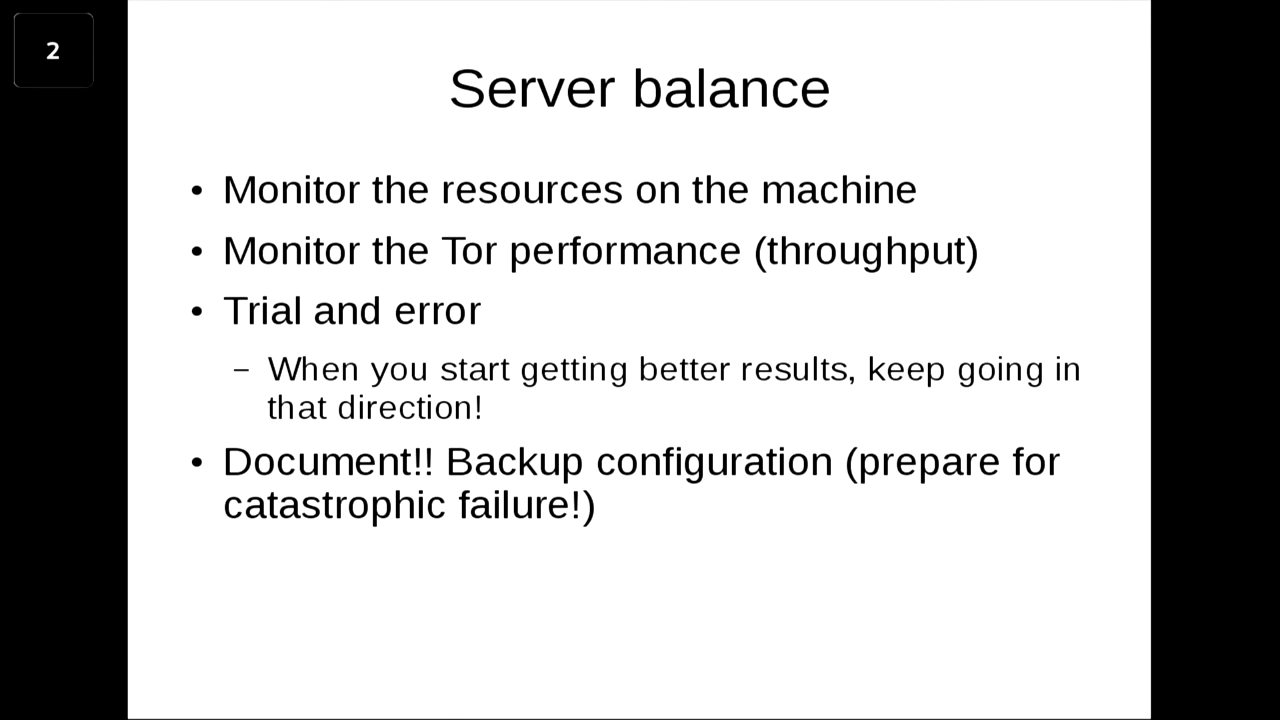 2
Server balance
• Monitor the resources on the machine
• Monitor the Tor performance (throughput)
• Trial and error
– When you start getting better results, keep going in
that direction!
• Document!! Backup configuration (prepare for
catastrophic failure!)